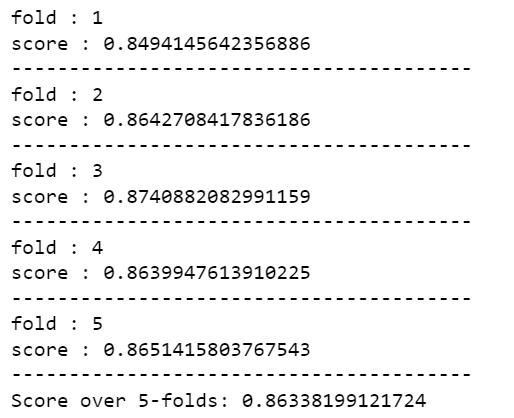 fold : 1
score : 0.8494145642356886
----------------------------------------
fold : 2
score : 0.8642708417836186
----------------------------------------
fold : 3
score : 0.8740882082991159
----------------------------------------
fold : 4
score : 0.8639947613910225
----------------------------------------
fold : 5
score : 0.8651415803767543
----------------------------------------
Score over 5-folds: 0.86338199121724